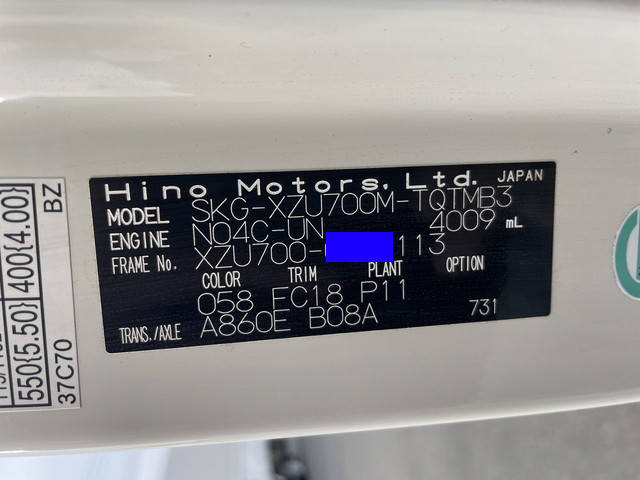 Hino Motors, Ltd. JAPAN
MODEL SKG-XZU700M-TQTMB3
ENGINE N04C-UN 4009 mL
FRAME No. XZU700- 113
COLOR TRIM PLANT OPTION
058 FC18 P11
TRANS./AXLE A860E B08A 731
550{5.50} 400{4.00}
37C70 BZ